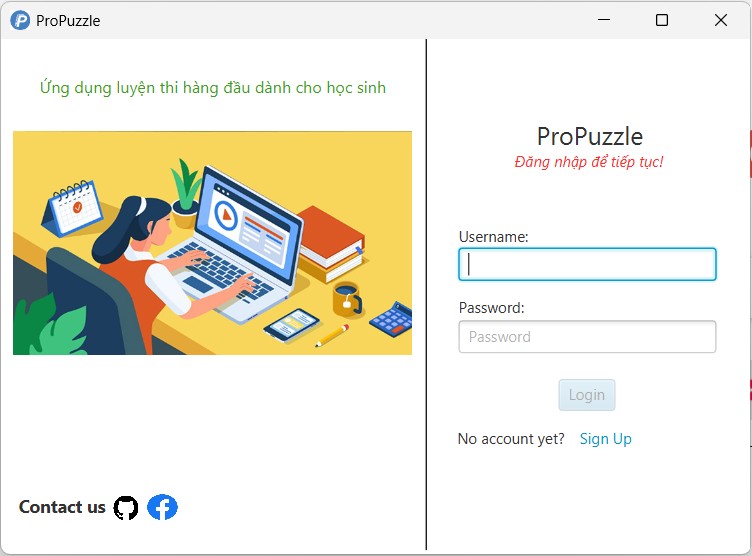 ProPuzzle
Ứng dụng luyện thi hàng đầu dành cho học sinh
ProPuzzle
Đăng nhập để tiếp tục!
Username:
Password:
Password
Login
No account yet? Sign Up
Contact us